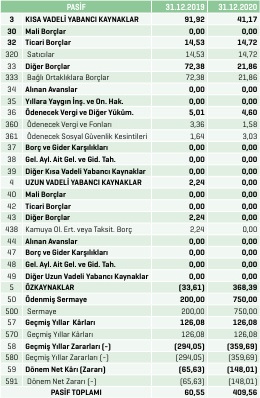 PASİF 31.12.2019 31.12.2020
3 KISA VADELİ YABANCI KAYNAKLAR 91,92 41,17
30 Mali Borçlar 0,00 0,00
32 Ticari Borçlar 14,53 14,72
320 Satıcılar 14,53 14,72
33 Diğer Borçlar 72,38 21,86
333 Bağlı Ortaklıklara Borçlar 72,38 21,86
34 Alınan Avanslar 0,00 0,00
35 Yıllara Yaygın İnş. ve On. Hak. 0,00 0,00
36 Ödenecek Vergi ve Diğer Yüküm. 5,01 4,60
360 Ödenecek Vergi ve Fonları 3,36 1,58
361 Ödenecek Sosyal Güvenlik Kesintileri 1,64 3,03
37 Borç ve Gider Karşılıkları 0,00 0,00
38 Gel. Ayl. Ait Gel. ve Gid. Tah. 0,00 0,00
39 Diğer Kısa Vadeli Yabancı Kaynaklar 0,00 0,00
4 UZUN VADELİ YABANCI KAYNAKLAR 2,24 0,00
40 Mali Borçlar 0,00 0,00
42 Ticari Borçlar 0,00 0,00
43 Diğer Borçlar 2,24 0,00
438 Kamuya Ol. Ert. veya Taksit. Borç 2,24 0,00
44 Alınan Avanslar 0,00 0,00
47 Borç ve Gider Karşılıkları 0,00 0,00
48 Gel. Ayl. Ait Gel. ve Gid. Tah. 0,00 0,00
49 Diğer Uzun Vadeli Yabancı Kaynaklar 0,00 0,00
5 ÖZKAYNAKLAR (33,61) 368,39
50 Ödenmiş Sermaye 200,00 750,00
500 Sermaye 200,00 750,00
57 Geçmiş Yıllar Kârları 126,08 126,08
570 Geçmiş Yıllar Kârları 126,08 126,08
58 Geçmiş Yıllar Zararları (-) (294,05) (359,69)
580 Geçmiş Yıllar Zararları (-) (294,05) (359,69)
59 Dönem Net Kârı (Zararı) (65,63) (148,01)
591 Dönem Net Zararı (-) (65,63) (148,01)
PASİF TOPLAMI 60,55 409,56